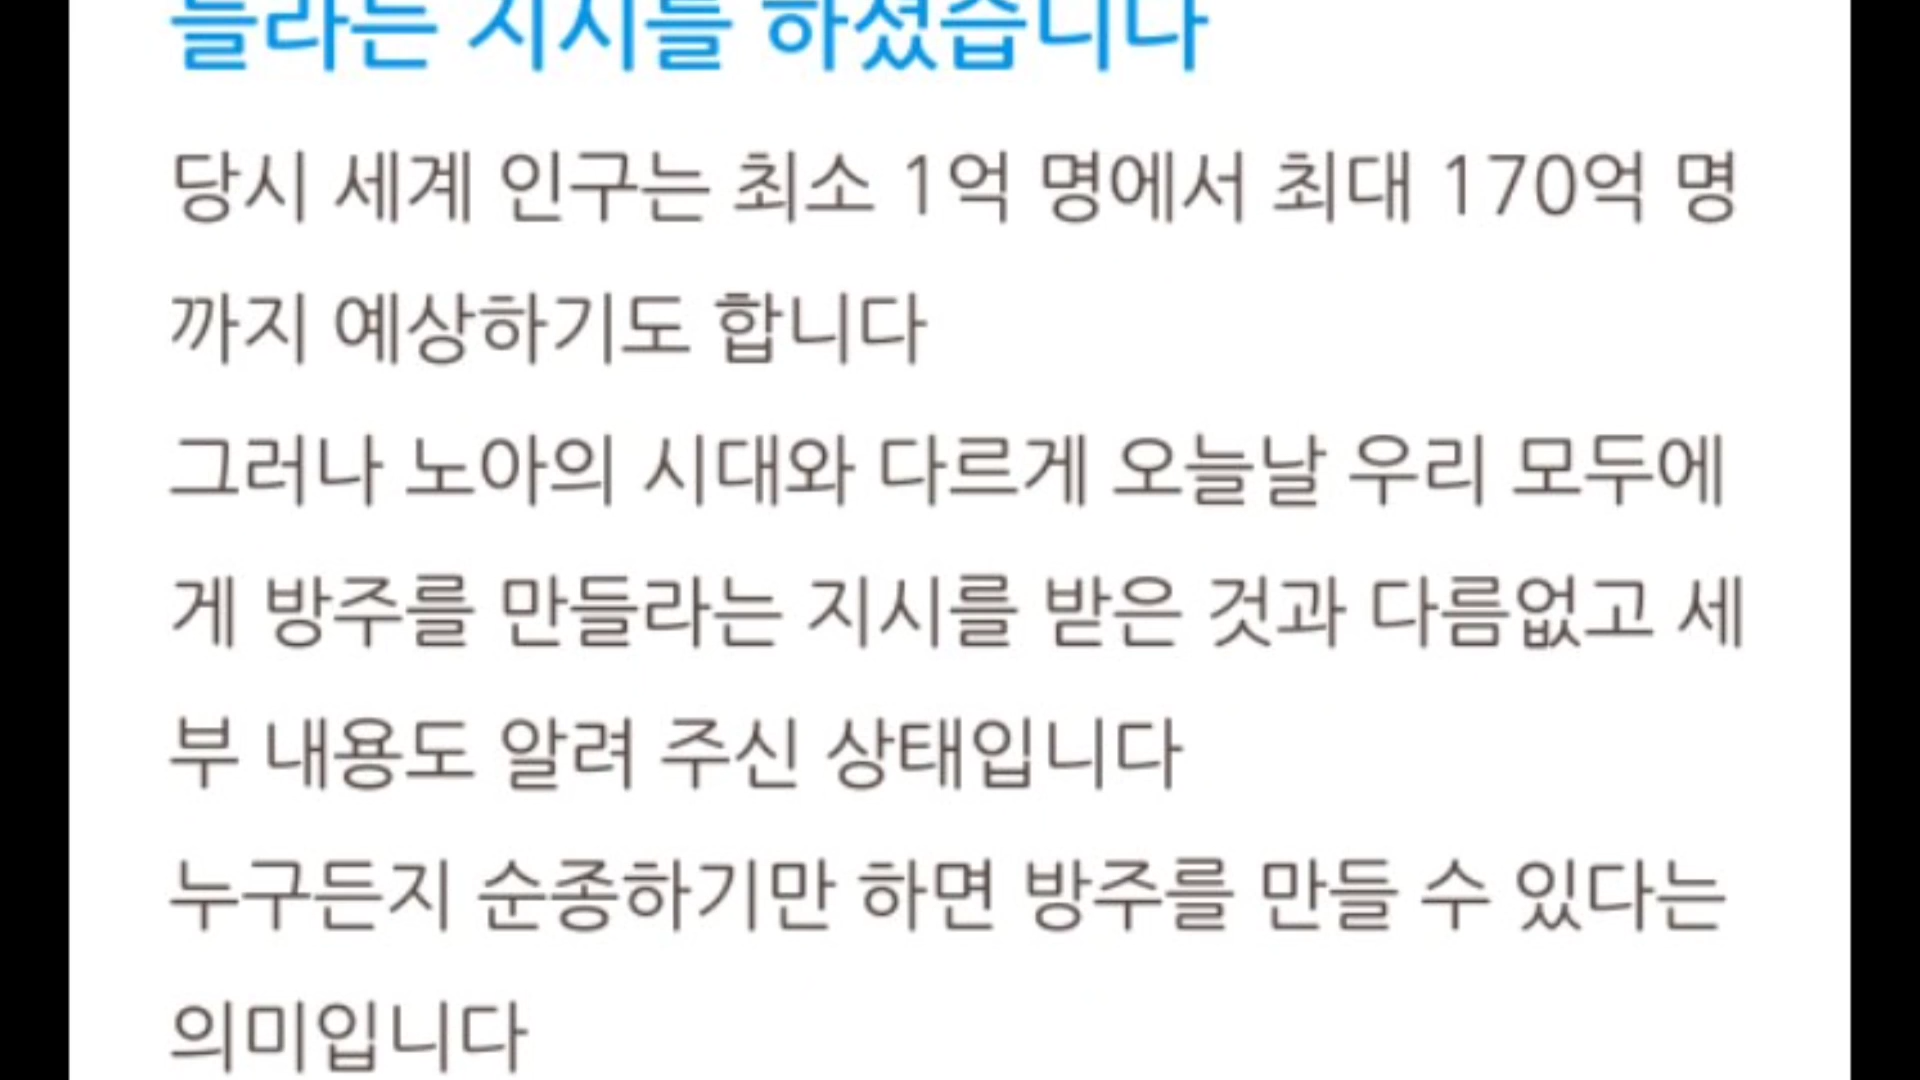 들라는 지시를 하셨습니다
당시 세계 인구는 최소 1억 명에서 최대 170억 명
까지 예상하기도 합니다
그러나 노아의 시대와 다르게 오늘날 우리 모두에
게 방주를 만들라는 지시를 받은 것과 다름없고 세
부 내용도 알려 주신 상태입니다
누구든지 순종하기만 하면 방주를 만들 수 있다는
의미입니다